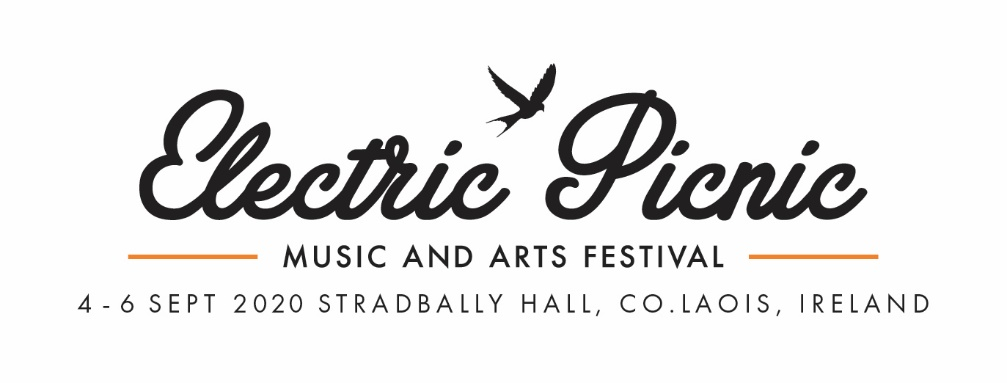 Electric Picnic
MUSIC AND ARTS FESTIVAL
4-6 SEPT 2020 STRADBALLY HALL, CO.LAOIS, IRELAND